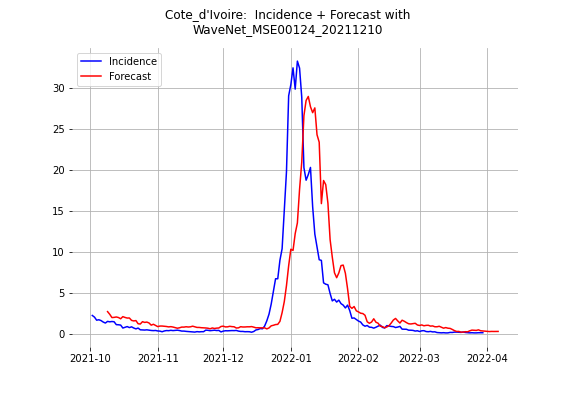 Cote_d'Ivoire:  Incidence + Forecast with
WaveNet_MSE00124_20211210
Incidence
Forecast
30
25
20
15
10
5
0
2021-10 2021-11 2021-12 2022-01 2022-02 2022-03 2022-04